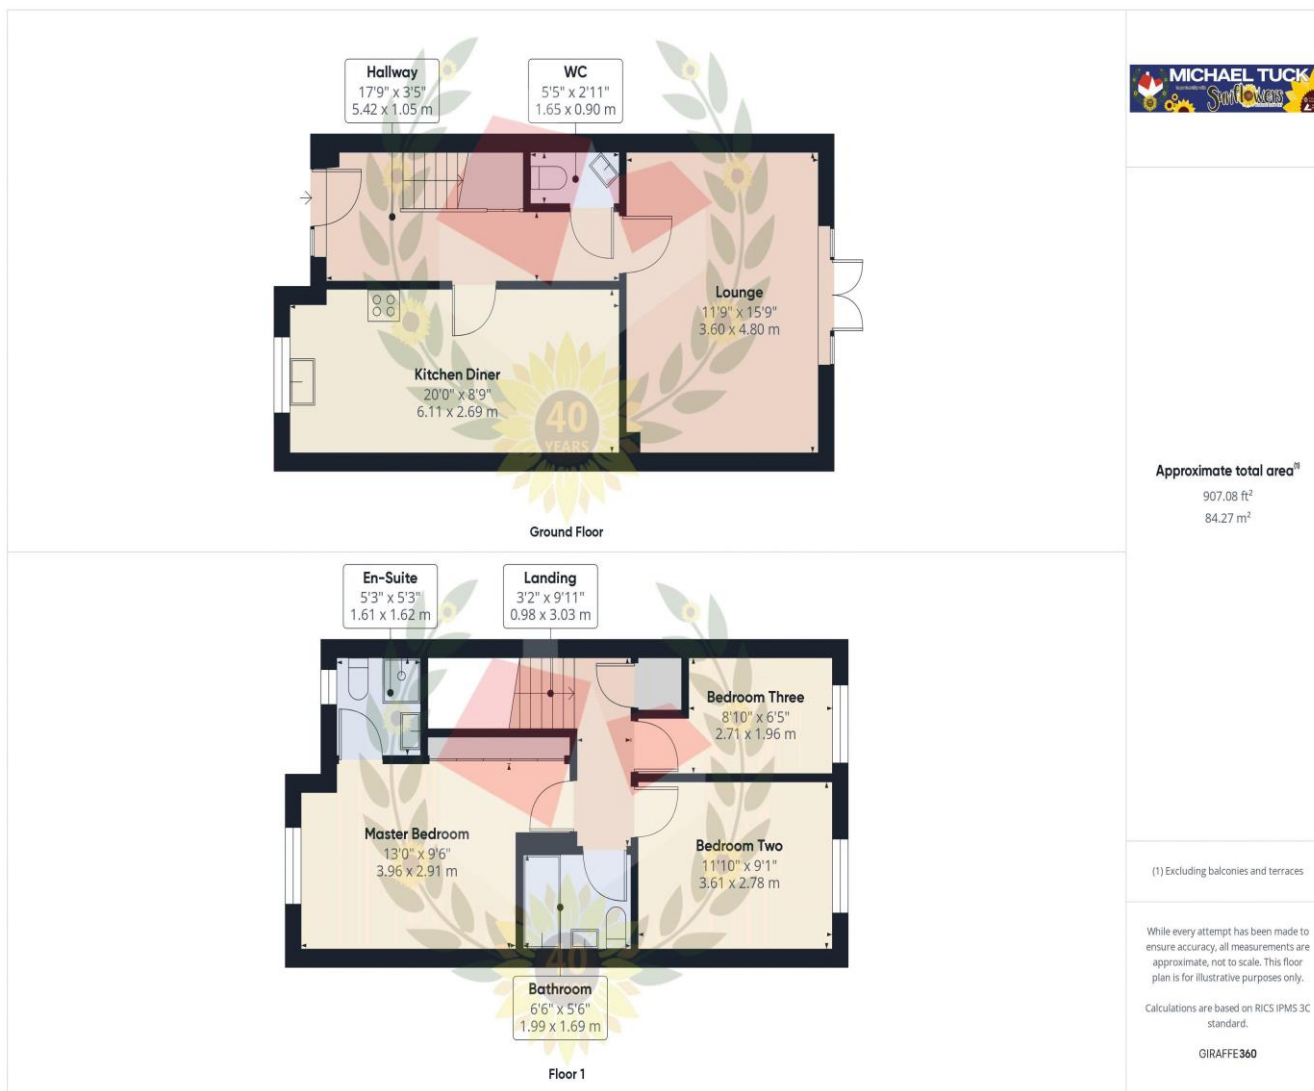 Hallway
17'9" x 3'5"
5.42 x 1.05 m
WC
5'5" x 2'11"
1.65 x 0.90 m
Lounge
11'9" x 15'9"
3.60 x 4.80 m
Kitchen Diner
20'0" x 8'9"
6.11 x 2.69 m
40
YEARS
Ground Floor
En-Suite
5'3" x 5'3"
1.61 x 1.62 m
Landing
3'2" x 9'11"
0.98 x 3.03 m
Bedroom Three
8'10" x 6'5"
2.71 x 1.96 m
Master Bedroom
13'0" x 9'6"
3.96 x 2.91 m
Bedroom Two
11'10" x 9'1"
3.61 x 2.78 m
40
Bathroom
6'6" x 5'6"
1.99 x 1.69 m
Floor 1
MICHAEL TUCK
Sunflowers
Approximate total area(1)
907.08 ft²
84.27 m²
(1) Excluding balconies and terraces
While every attempt has been made to
ensure accuracy, all measurements are
approximate, not to scale. This floor
plan is for illustrative purposes only.
Calculations are based on RICS IPMS 3C
standard.
GIRAFFE360